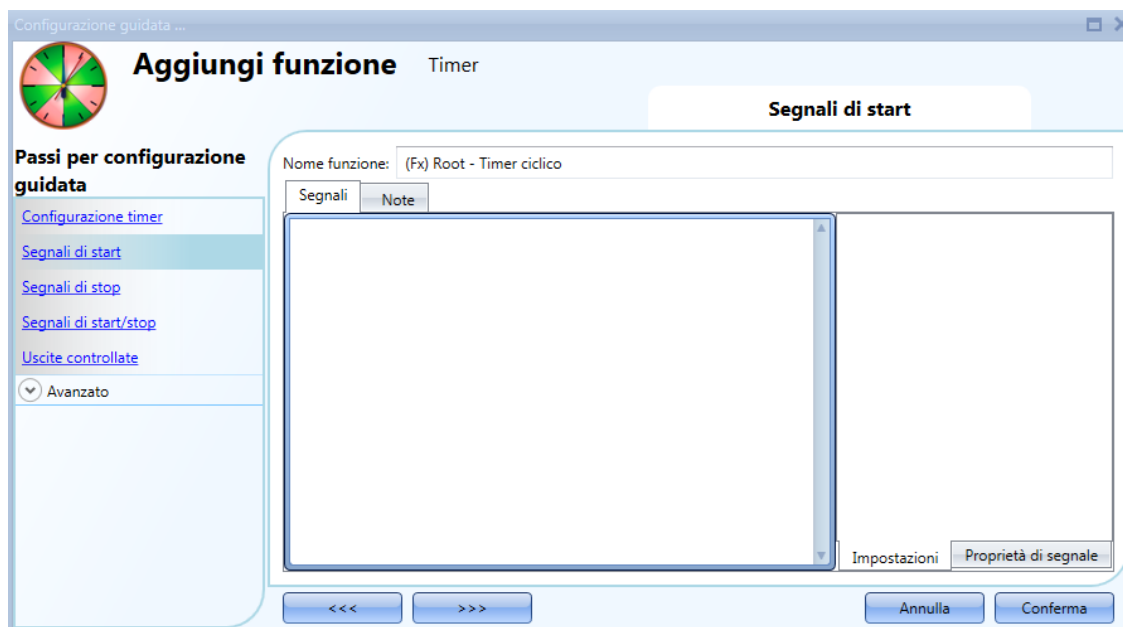 Configurazione guidata ...
Aggiungi funzione Timer
Segnali di start
Passi per configurazione
guidata
Configurazione timer
Segnali di start
Segnali di stop
Segnali di start/stop
Uscite controllate
Avanzato
Nome funzione: (Fx) Root - Timer ciclico
Segnali Note
Impostazioni Proprietà di segnale
<<< >>> Annulla Conferma